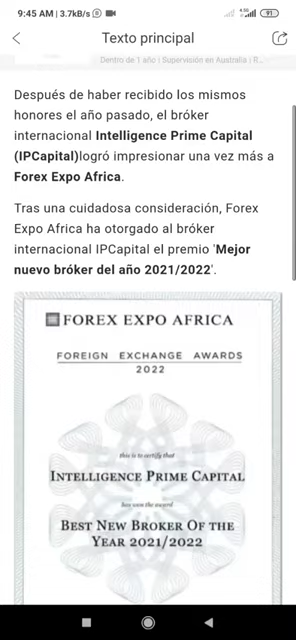 9:45 AM | 3.7kB/s
91
Texto principal
Dentro de 1 año | Supervisión en Australia | R...
Después de haber recibido los mismos
honores el año pasado, el bróker
internacional Intelligence Prime Capital
(IPCapital)logró impresionar una vez más a
Forex Expo Africa.
Tras una cuidadosa consideración, Forex
Expo Africa ha otorgado al bróker
internacional IPCapital el premio 'Mejor
nuevo bróker del año 2021/2022'.
FOREX EXPO AFRICA
FOREIGN EXCHANGE AWARDS
2022
this is to certify that
INTELLIGENCE PRIME CAPITAL
has won the award
BEST NEW BROKER OF THE
YEAR 2021/2022